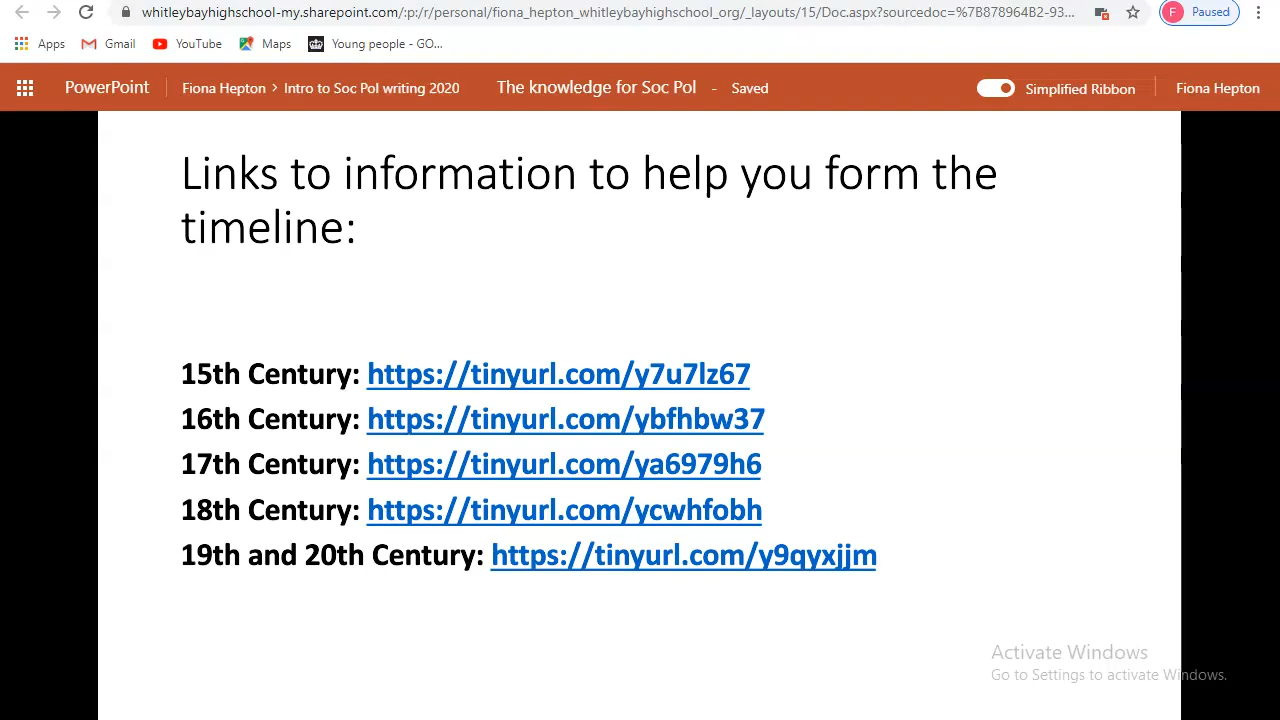 whitleybayhighschool-my.sharepoint.com/:p:/r/personal/fiona_hepton_whitleybayhighschool_org/_layouts/15/Doc.aspx?sourcedoc=%7B878964B2-93...
F Paused
Apps Gmail YouTube Maps Young people - GO...
PowerPoint Fiona Hepton > Intro to Soc Pol writing 2020 The knowledge for Soc Pol - Saved Simplified Ribbon Fiona Hepton
Links to information to help you form the
timeline:
15th Century: https://tinyurl.com/y7u7lz67
16th Century: https://tinyurl.com/ybfhbw37
17th Century: https://tinyurl.com/ya6979h6
18th Century: https://tinyurl.com/ycwhfobh
19th and 20th Century: https://tinyurl.com/y9qyxjjm
Activate Windows
Go to Settings to activate Windows.